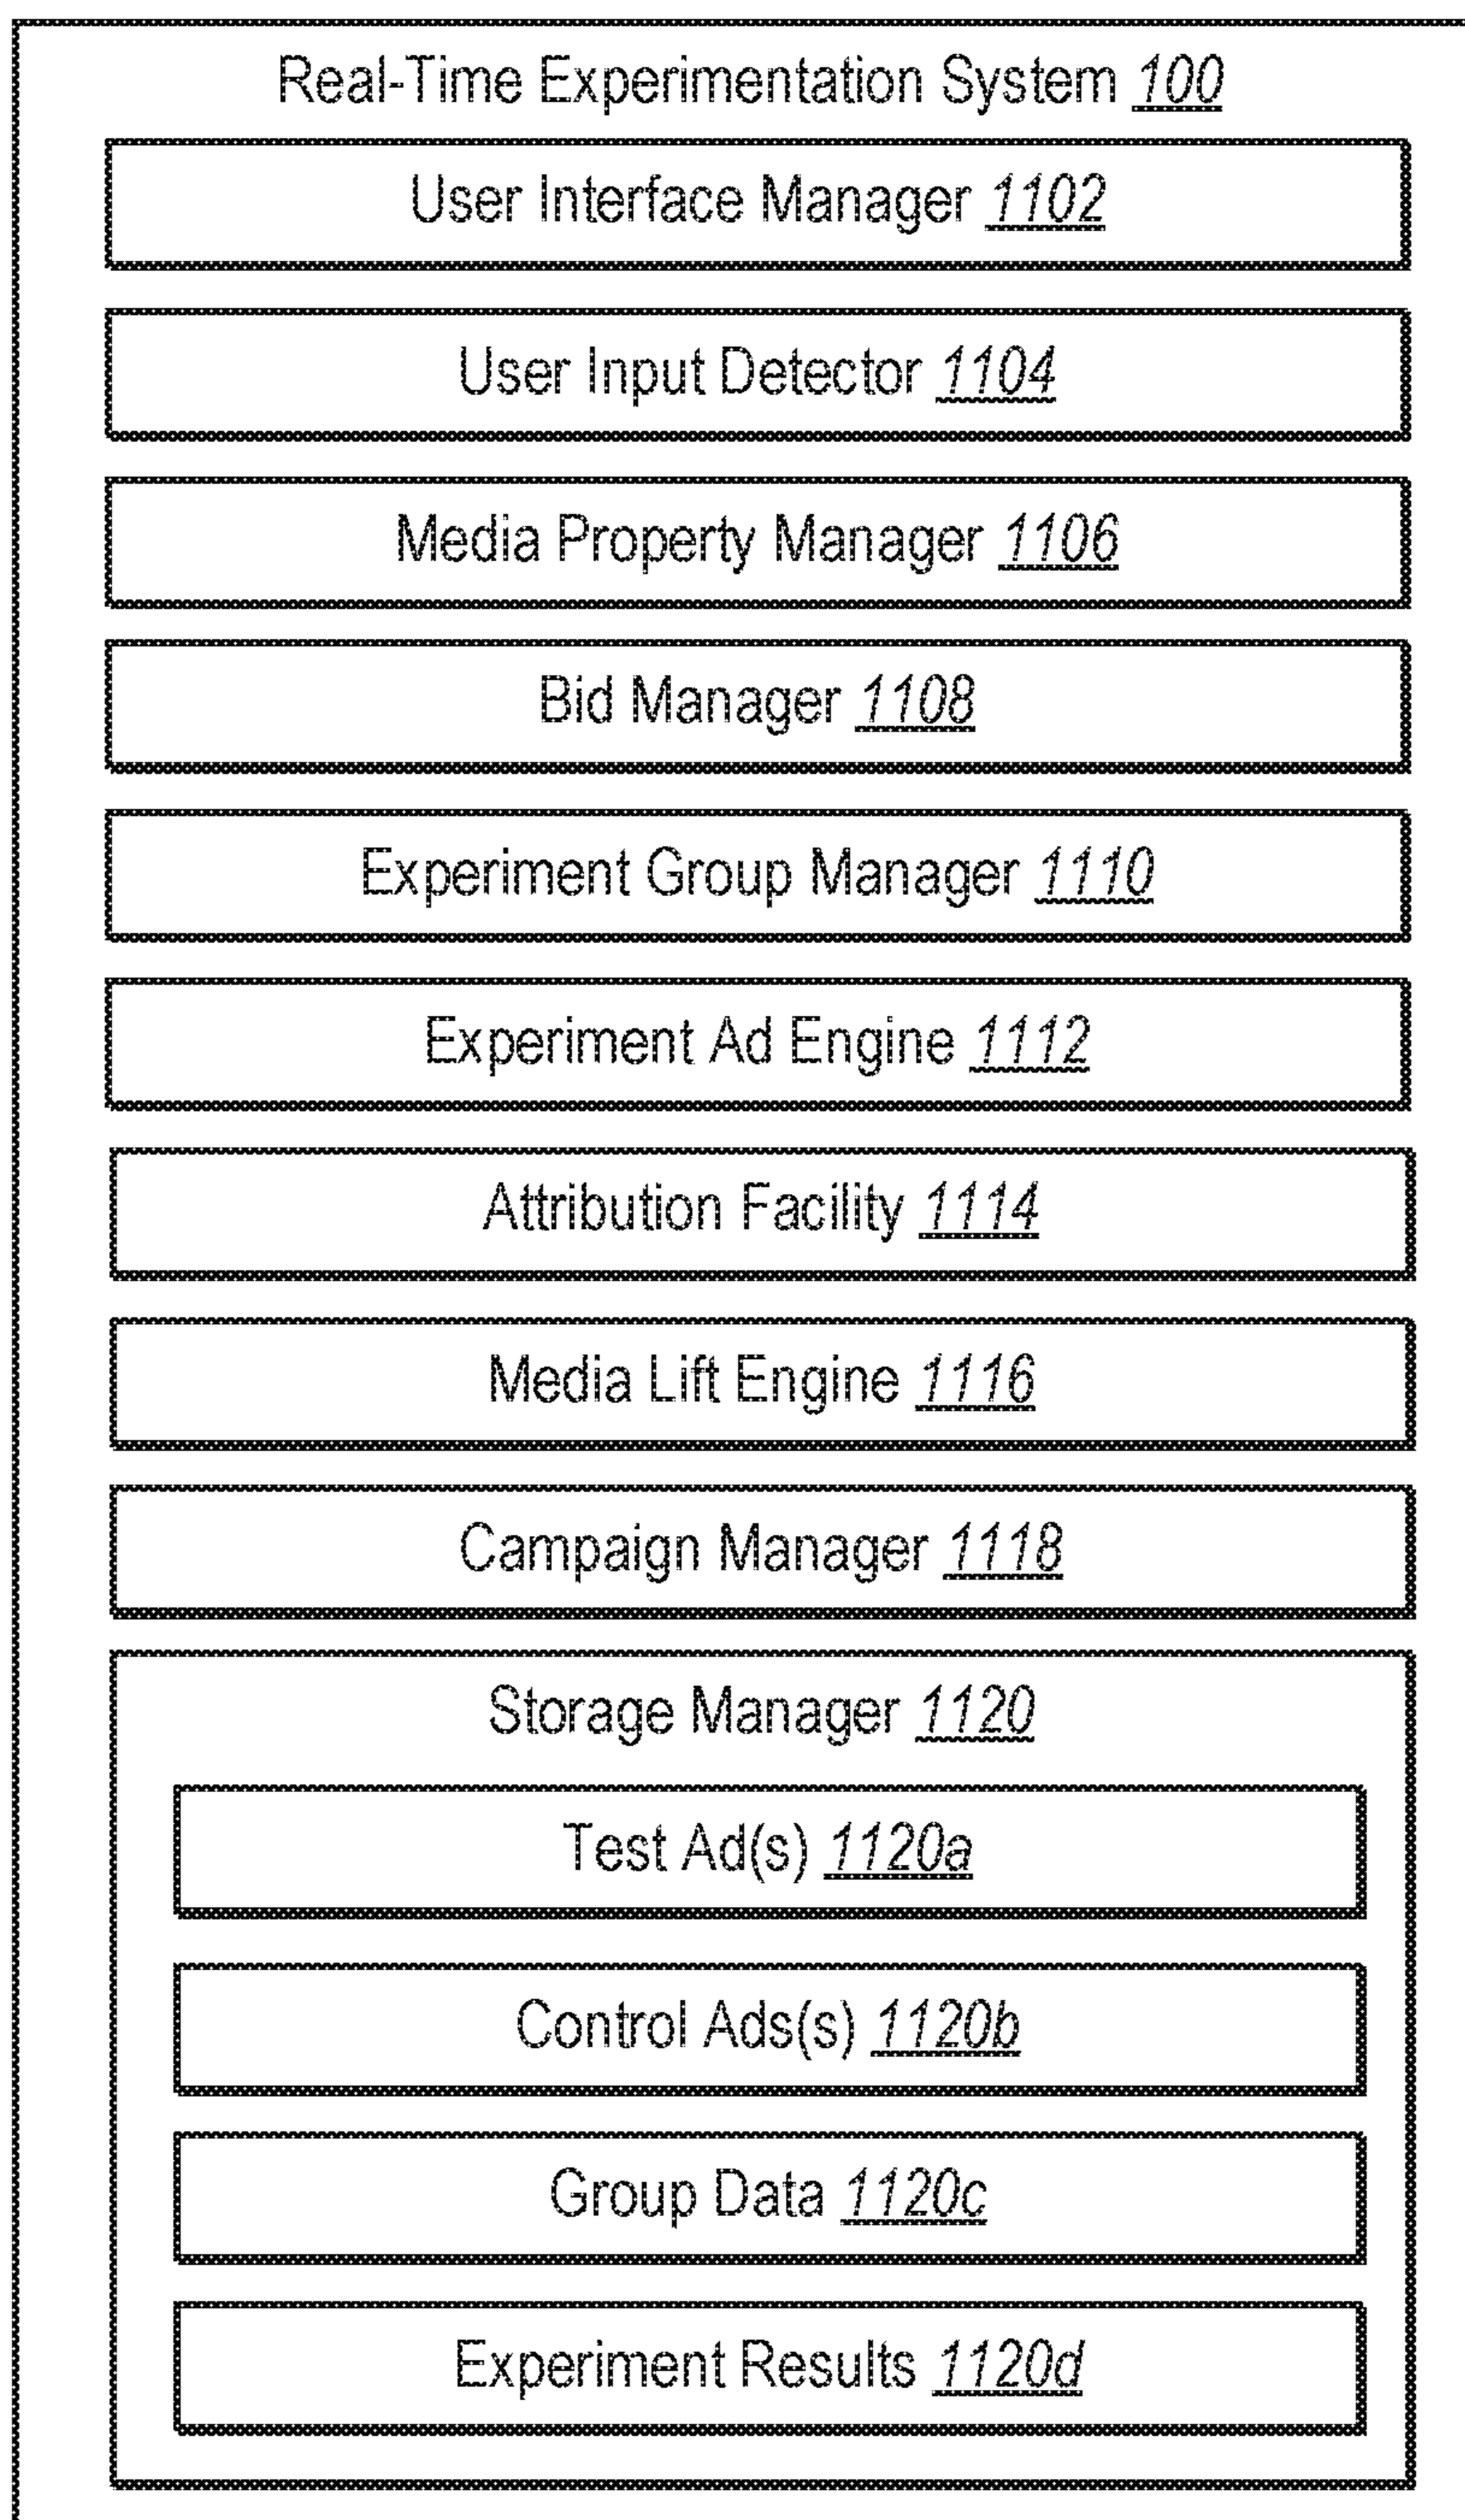 Real-Time Experimentation System 100
User Interface Manager 1102
User Input Detector 1104
Media Property Manager 1106
Bid Manager 1108
Experiment Group Manager 1110
Experiment Ad Engine 1112
Attribution Facility 1114
Media Lift Engine 1116
Campaign Manager 1118
Storage Manager 1120
Test Ad(s) 1120a
Control Ads(s) 1120b
Group Data 1120c
Experiment Results 1120d